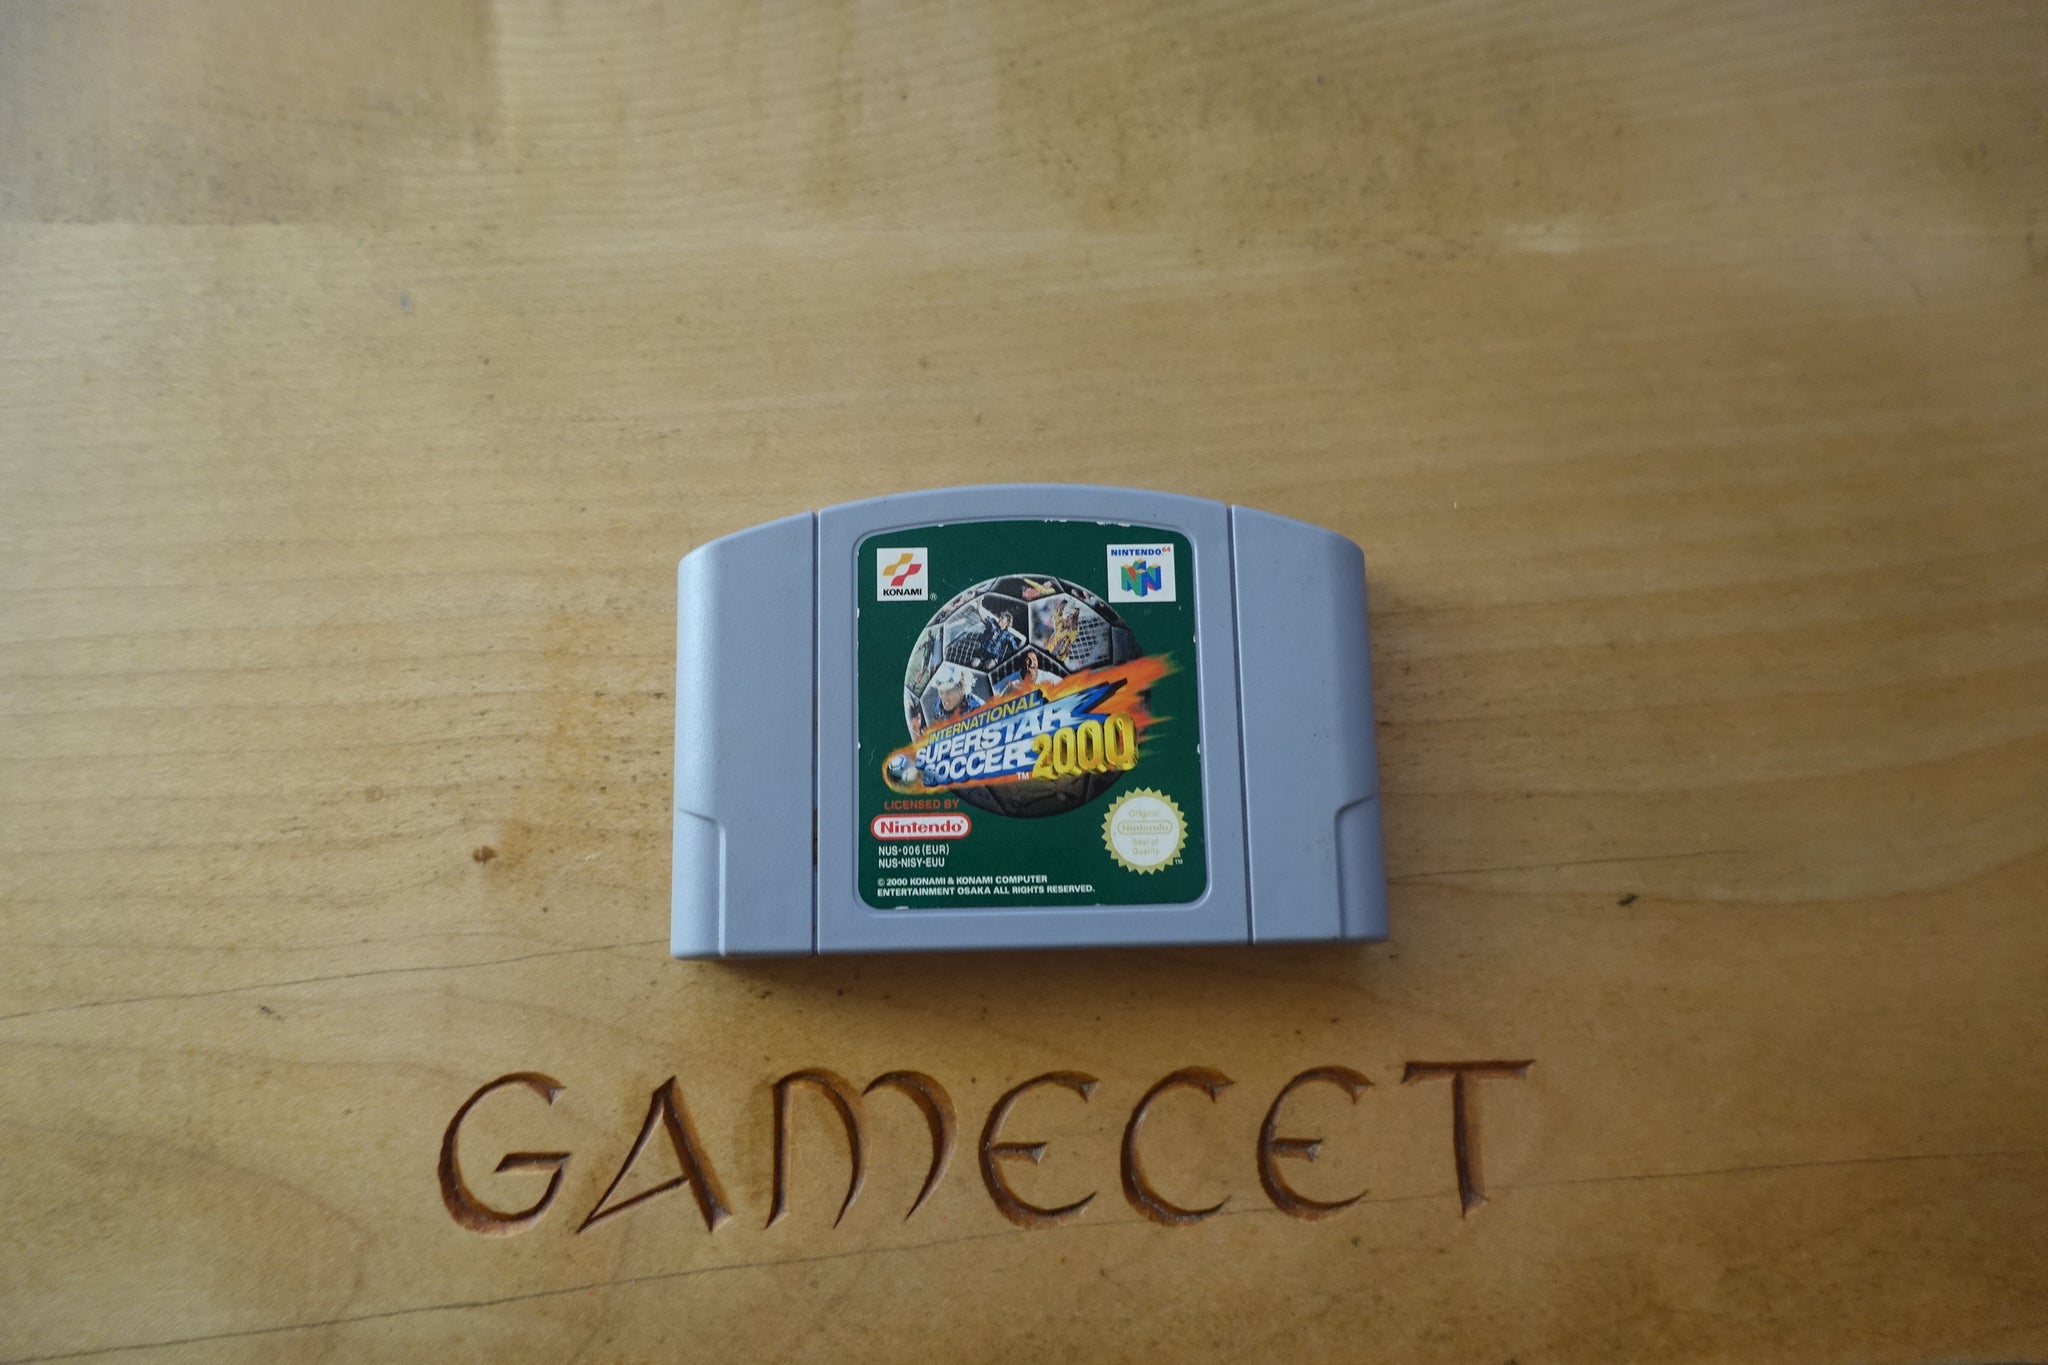 KONAMI
®
NINTENDO64
INTERNATIONAL
SUPERSTAR
SOCCER 2000
TM
LICENSED BY
Nintendo®
NUS-006(EUR)
NUS-NISY-EUU
© 2000 KONAMI & KONAMI COMPUTER
ENTERTAINMENT OSAKA ALL RIGHTS RESERVED.
Original
Nintendo
Seal of
Quality
TM
GAMECET